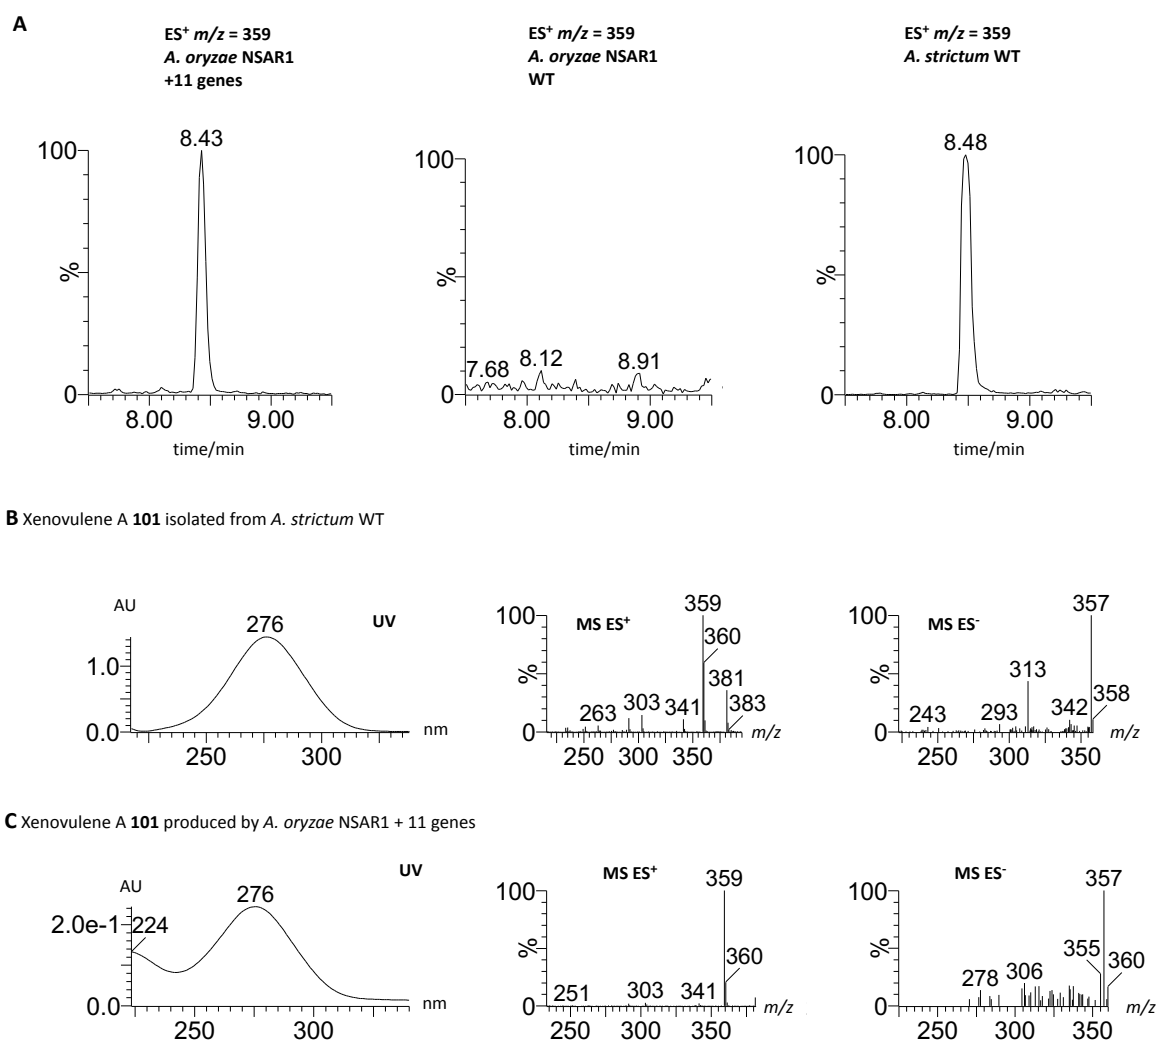 A
ES⁺ m/z = 359
A. oryzae NSAR1
+11 genes
ES⁺ m/z = 359
A. oryzae NSAR1
WT
ES⁺ m/z = 359
A. strictum WT
8.43
100
%
0
8.00 9.00
time/min
100
7.68 8.12 8.91
%
0
8.00 9.00
time/min
8.48
100
%
0
8.00 9.00
time/min
B Xenovulene A 101 isolated from A. strictum WT
AU
276
UV
1.0
0.0
250 300
nm
100
MS ES⁺
359
360
381
383
%
263 303 341
m/z
250 300 350
100
MS ES⁻
357
313
358
%
243 293 342
m/z
250 300 350
C Xenovulene A 101 produced by A. oryzae NSAR1 + 11 genes
AU
276
UV
2.0e-1
224
0.0
250 300
nm
100
MS ES⁺
359
360
%
251 303 341
m/z
250 300 350
100
MS ES⁻
357
355
360
%
278 306
m/z
250 300 350